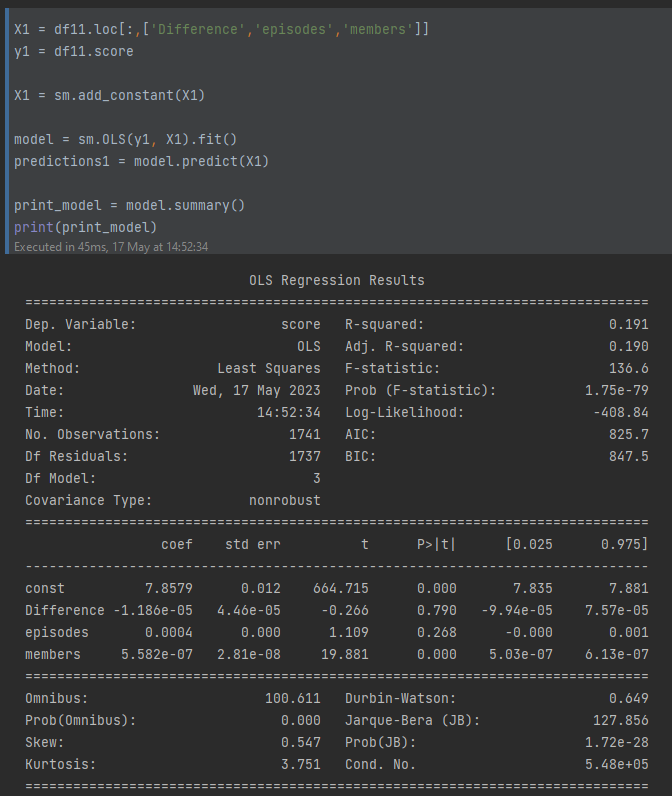 X1 = df11.loc[:,['Difference','episodes','members']]
y1 = df11.score
X1 = sm.add_constant(X1)
model = sm.OLS(y1, X1).fit()
predictions1 = model.predict(X1)
print_model = model.summary()
print(print_model)
Executed in 45ms, 17 May at 14:52:34
OLS Regression Results
==============================================================================
Dep. Variable:                  score   R-squared:                       0.191
Model:                            OLS   Adj. R-squared:                  0.190
Method:                 Least Squares   F-statistic:                     136.6
Date:                Wed, 17 May 2023   Prob (F-statistic):           1.75e-79
Time:                        14:52:34   Log-Likelihood:                -408.84
No. Observations:                1741   AIC:                             825.7
Df Residuals:                    1737   BIC:                             847.5
Df Model:                           3
Covariance Type:            nonrobust
==============================================================================
                 coef    std err          t      P>|t|      [0.025      0.975]
------------------------------------------------------------------------------
const          7.8579      0.012    664.715      0.000       7.835       7.881
Difference -1.186e-05   4.46e-05     -0.266      0.790   -9.94e-05    7.57e-05
episodes       0.0004      0.000      1.109      0.268      -0.000       0.001
members     5.582e-07   2.81e-08     19.881      0.000    5.03e-07    6.13e-07
==============================================================================
Omnibus:                      100.611   Durbin-Watson:                   0.649
Prob(Omnibus):                  0.000   Jarque-Bera (JB):              127.856
Skew:                           0.547   Prob(JB):                     1.72e-28
Kurtosis:                       3.751   Cond. No.                     5.48e+05
==============================================================================